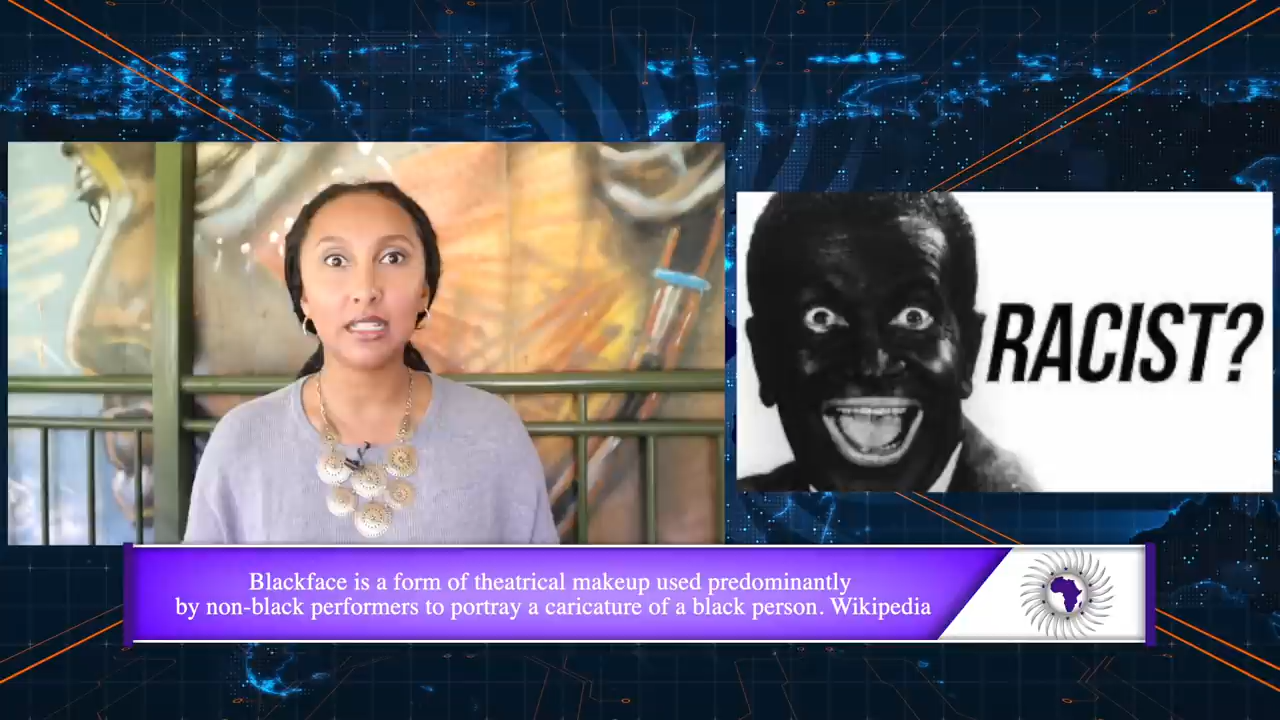 RACIST?
Blackface is a form of theatrical makeup used predominantly
by non-black performers to portray a caricature of a black person. Wikipedia